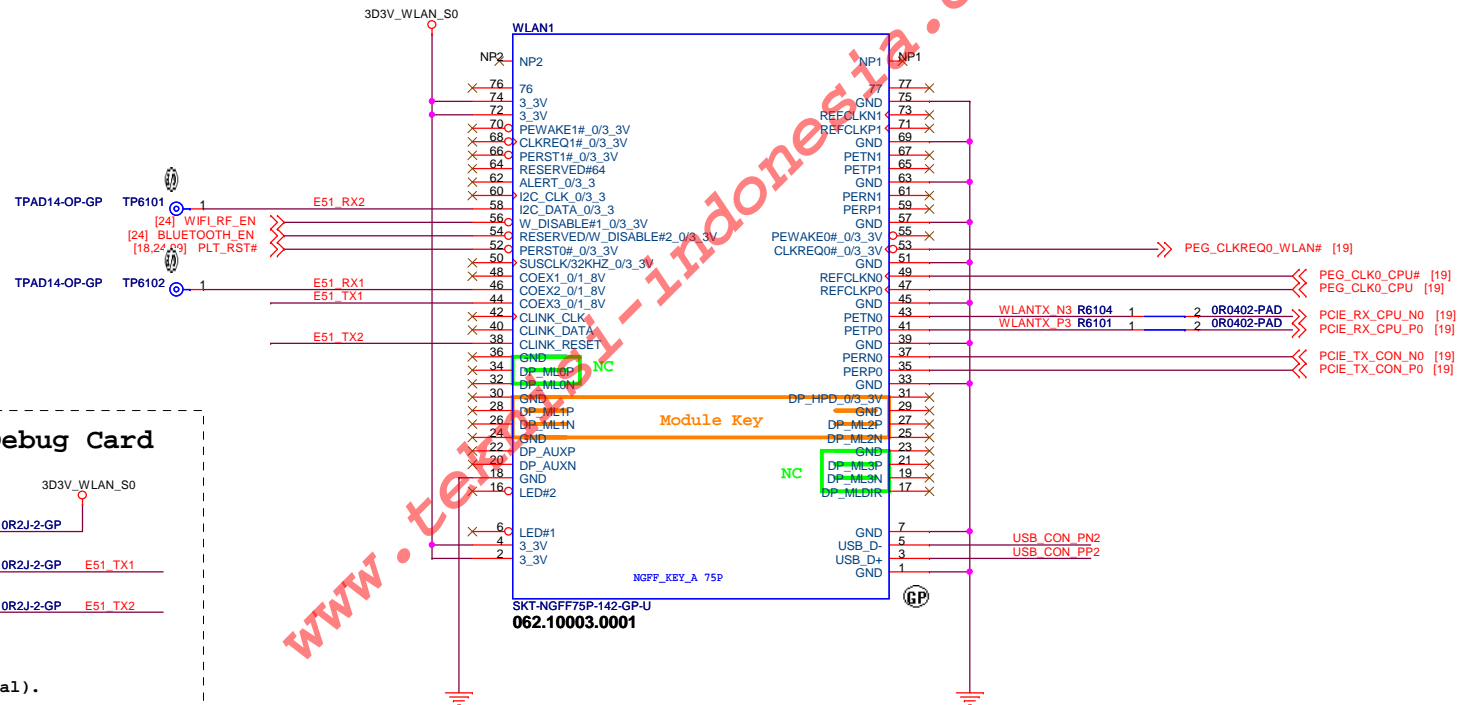 3D3V_WLAN_S0
WLAN1
NP2 NP2 NP1 NP1
76 76 77 77
74 3_3V GND 75
72 3_3V REFCLKN1 73
70 PEWAKE1#_0/3_3V REFCLKP1 71
68 CLKREQ1#_0/3_3V GND 69
66 PERST1#_0/3_3V PETN1 67
64 RESERVED#64 PETP1 65
62 ALERT_0/3_3 GND 63
60 I2C_CLK_0/3_3 PERN1 61
TPAD14-OP-GP TP6101 1 E51_RX2 58 I2C_DATA_0/3_3 PERP1 59
[24] WIFI_RF_EN 56 W_DISABLE#1_0/3_3V GND 57
[24] BLUETOOTH_EN 54 RESERVED/W_DISABLE#2_0/3_3V PEWAKE0#_0/3_3V 55
PLT_RST# 52 PERST0#_0/3_3V CLKREQ0#_0/3_3V 53 PEG_CLKREQ0_WLAN# [19]
50 SUSCLK/32KHZ_0/3_3V GND 51
48 COEX1_0/1_8V REFCLKN0 49 PEG_CLK0_CPU# [19]
TPAD14-OP-GP TP6102 1 E51_RX1 46 COEX2_0/1_8V REFCLKP0 47 PEG_CLK0_CPU [19]
E51_TX1 44 COEX3_0/1_8V GND 45
42 CLINK_CLK PETN0 43 WLANTX_N3 R6104 1 2 0R0402-PAD PCIE_RX_CPU_N0 [19]
40 CLINK_DATA PETP0 41 WLANTX_P3 R6101 1 2 0R0402-PAD PCIE_RX_CPU_P0 [19]
E51_TX2 38 CLINK_RESET GND 39
36 GND PERN0 37 PCIE_TX_CON_N0 [19]
34 DP_ML0P NC PERP0 35 PCIE_TX_CON_P0 [19]
32 DP_ML0N GND 33
30 GND DP_HPD_0/3_3V 31
28 DP_ML1P GND 29
26 DP_ML1N Module Key DP_ML2P 27
24 GND DP_ML2N 25
22 DP_AUXP GND 23
20 DP_AUXN DP_ML3P 21
18 GND NC DP_ML3N 19
16 LED#2 DP_MLDIR 17
6 LED#1 GND 7
4 3_3V USB_D- 5 USB_CON_PN2
2 3_3V USB_D+ 3 USB_CON_PP2
GND 1
NGFF_KEY_A 75P
GP
SKT-NGFF75P-142-GP-U
062.10003.0001
Debug Card
3D3V_WLAN_S0
0R2J-2-GP
0R2J-2-GP E51_TX1
0R2J-2-GP E51_TX2
al).
www.teknisi-indonesia.c